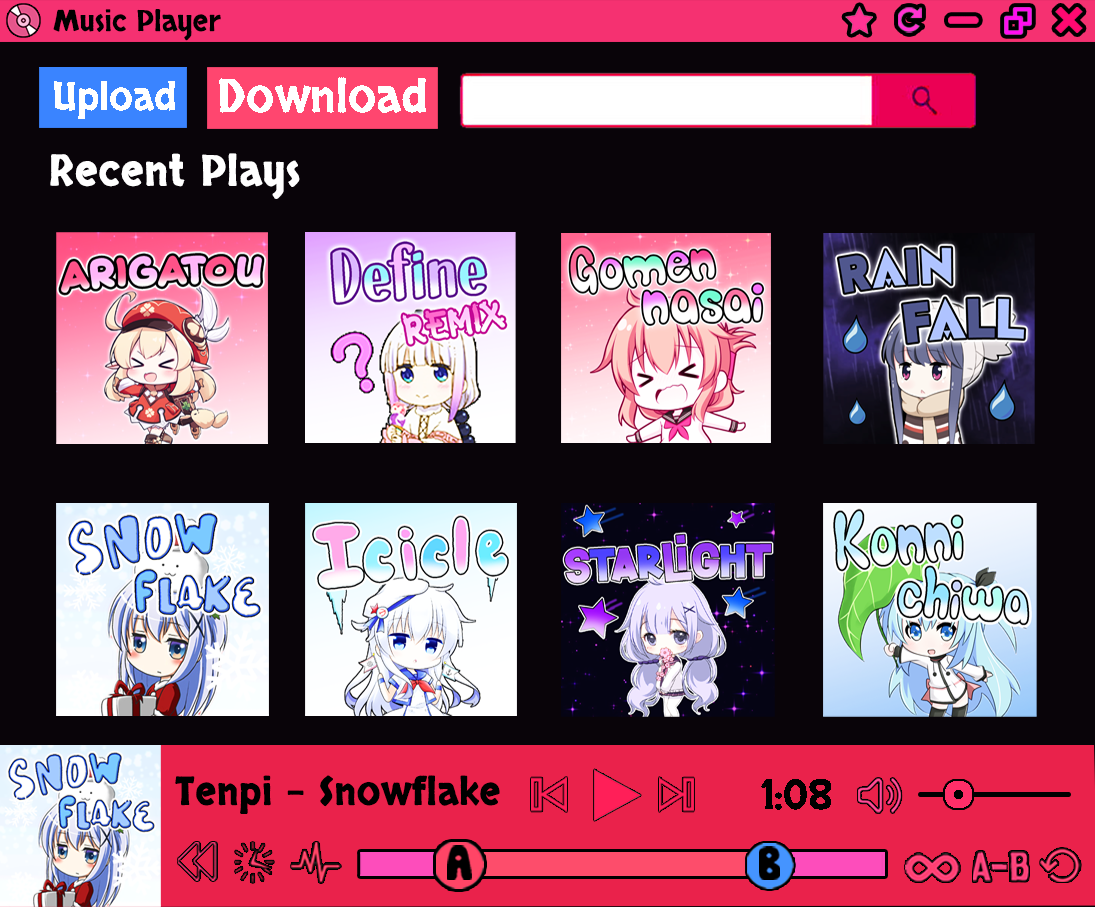 Music Player
Upload
Download
Recent Plays
ARIGATOU
Define
REMIX
?
Gomen
nasai
RAIN
FALL
SNOW
FLAKE
Icicle
STARLiGHT
Konni
chiwa
SNOW
FLAKE
Tenpi - Snowflake
1:08
A
B
A-B